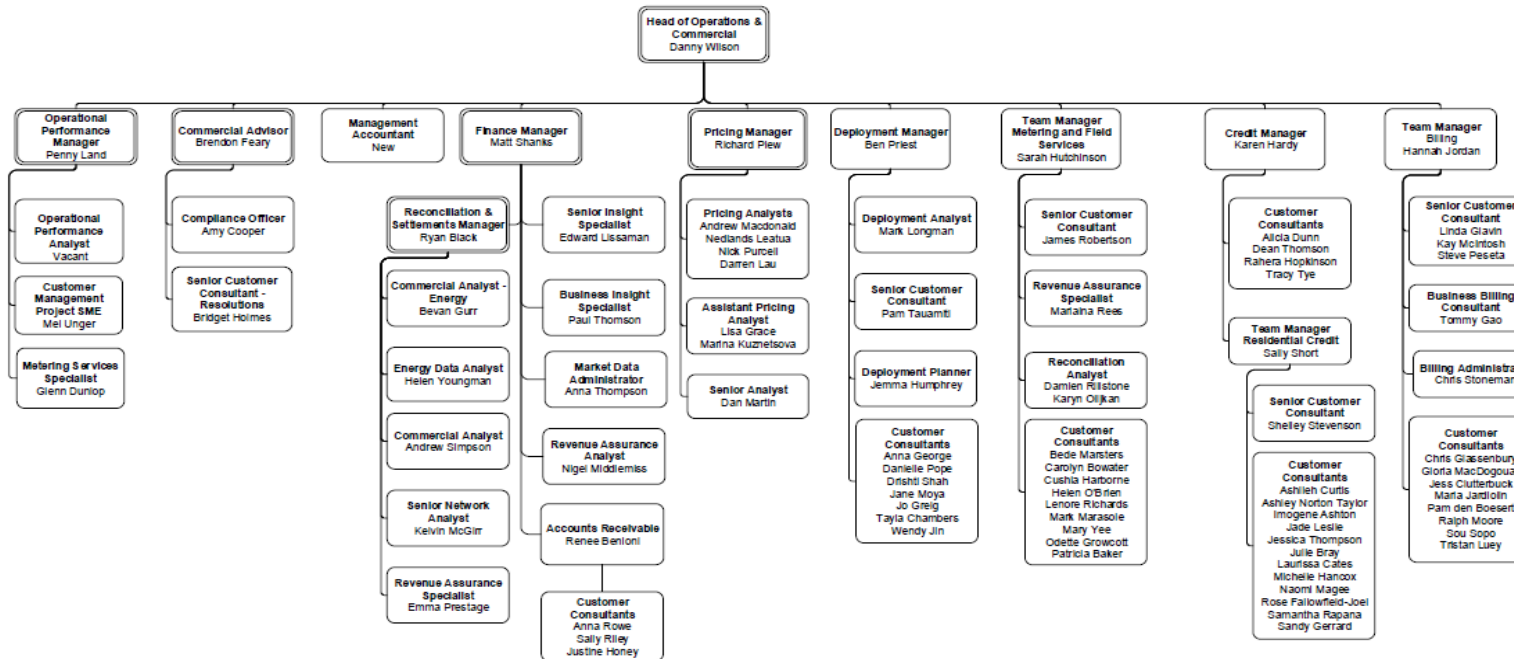 Head of Operations &
Commercial
Danny Wilson
Operational
Performance
Manager
Penny Land
Commercial Advisor
Brendon Feary
Management
Accountant
New
Finance Manager
Matt Shanks
Pricing Manager
Richard Plew
Deployment Manager
Ben Priest
Team Manager
Metering and Field
Services
Sarah Hutchinson
Credit Manager
Karen Hardy
Team Manager
Billing
Hannah Jordan
Operational
Performance
Analyst
Vacant
Customer
Management
Project SME
Mel Unger
Metering Services
Specialist
Glenn Dunlop
Compliance Officer
Amy Cooper
Senior Customer
Consultant -
Resolutions
Bridget Holmes
Reconciliation &
Settlements Manager
Ryan Black
Commercial Analyst -
Energy
Bevan Gurr
Energy Data Analyst
Helen Youngman
Commercial Analyst
Andrew Simpson
Senior Network
Analyst
Kelvin McGirr
Revenue Assurance
Specialist
Emma Prestage
Senior Insight
Specialist
Edward Lissaman
Business Insight
Specialist
Paul Thomson
Market Data
Administrator
Anna Thompson
Revenue Assurance
Analyst
Nigel Middlemiss
Accounts Receivable
Renee Benioni
Customer
Consultants
Anna Rowe
Sally Riley
Justine Honey
Pricing Analysts
Andrew Macdonald
Nedlands Leatua
Nick Purcell
Darren Lau
Assistant Pricing
Analyst
Lisa Grace
Marina Kuznetsova
Senior Analyst
Dan Martin
Deployment Analyst
Mark Longman
Senior Customer
Consultant
Pam Tauamiti
Deployment Planner
Jemma Humphrey
Customer
Consultants
Anna George
Danielle Pope
Drishti Shah
Jane Moya
Jo Greig
Tayla Chambers
Wendy Jin
Senior Customer
Consultant
James Robertson
Revenue Assurance
Specialist
Mariaina Rees
Reconciliation
Analyst
Damien Rillstone
Karyn Olijkan
Customer
Consultants
Bede Marsters
Carolyn Bowater
Cushla Harborne
Helen O'Brien
Lenore Richards
Mark Marasole
Mary Yee
Odette Growcott
Patricia Baker
Customer
Consultants
Alicia Dunn
Dean Thomson
Rahera Hopkinson
Tracy Tye
Team Manager
Residential Credit
Sally Short
Senior Customer
Consultant
Shelley Stevenson
Customer
Consultants
Ashlieh Curtis
Ashley Norton Taylor
Imogene Ashton
Jade Leslie
Jessica Thompson
Julie Bray
Laurissa Cates
Michelle Hancox
Naomi Magee
Rose Fallowfield-Joel
Samantha Rapana
Sandy Gerrard
Senior Customer
Consultant
Linda Glavin
Kay McIntosh
Steve Peseta
Business Billing
Consultant
Tommy Gao
Billing Administrat
Chris Stoneman
Customer
Consultants
Chris Glassenbury
Gloria MacDogoua
Jess Clutterbuck
Maria Jardiolin
Pam den Boesert
Ralph Moore
Sou Sopo
Tristan Luey